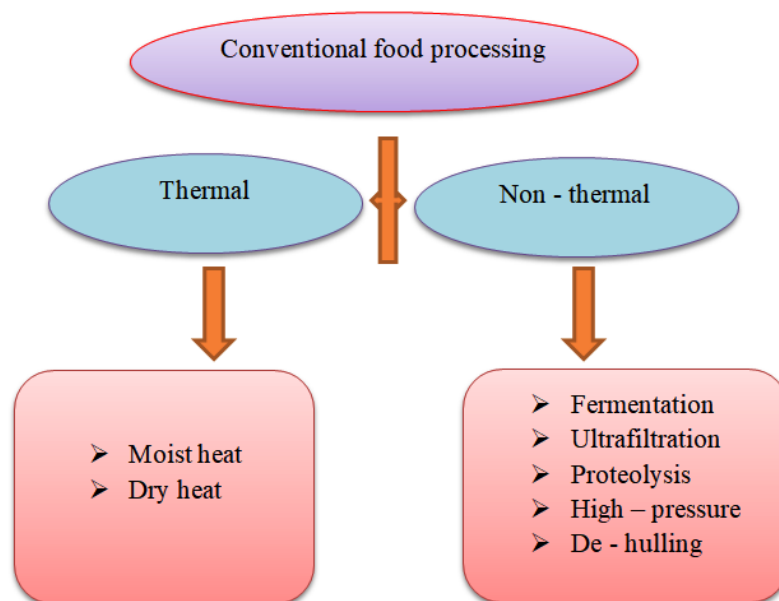 Conventional food processing
Thermal
Non - thermal
➢ Moist heat
➢ Dry heat
➢ Fermentation
➢ Ultrafiltration
➢ Proteolysis
➢ High – pressure
➢ De - hulling